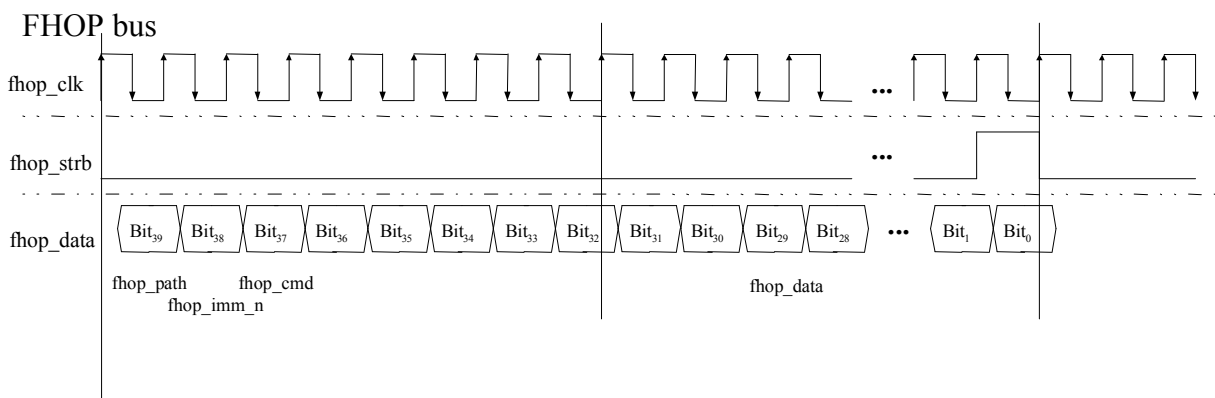 FHOP bus
fhop_clk
•••
fhop_strb
•••
fhop_data Bit39 Bit38 Bit37 Bit36 Bit35 Bit34 Bit33 Bit32 Bit31 Bit30 Bit29 Bit28 ••• Bit1 Bit0
fhop_path fhop_cmd fhop_data
fhop_imm_n